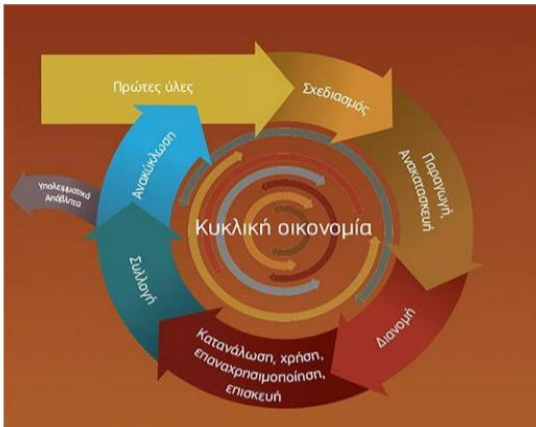 Πρώτες ύλες
Σχεδιασμός
Παραγωγή,
Ανακατασκευή
Διανομή
Κατανάλωση, χρήση,
επαναχρησιμοποίηση,
επισκευή
Συλλογή
Ανακύκλωση
Υπολειμματικά
Απόβλητα
Κυκλική οικονομία